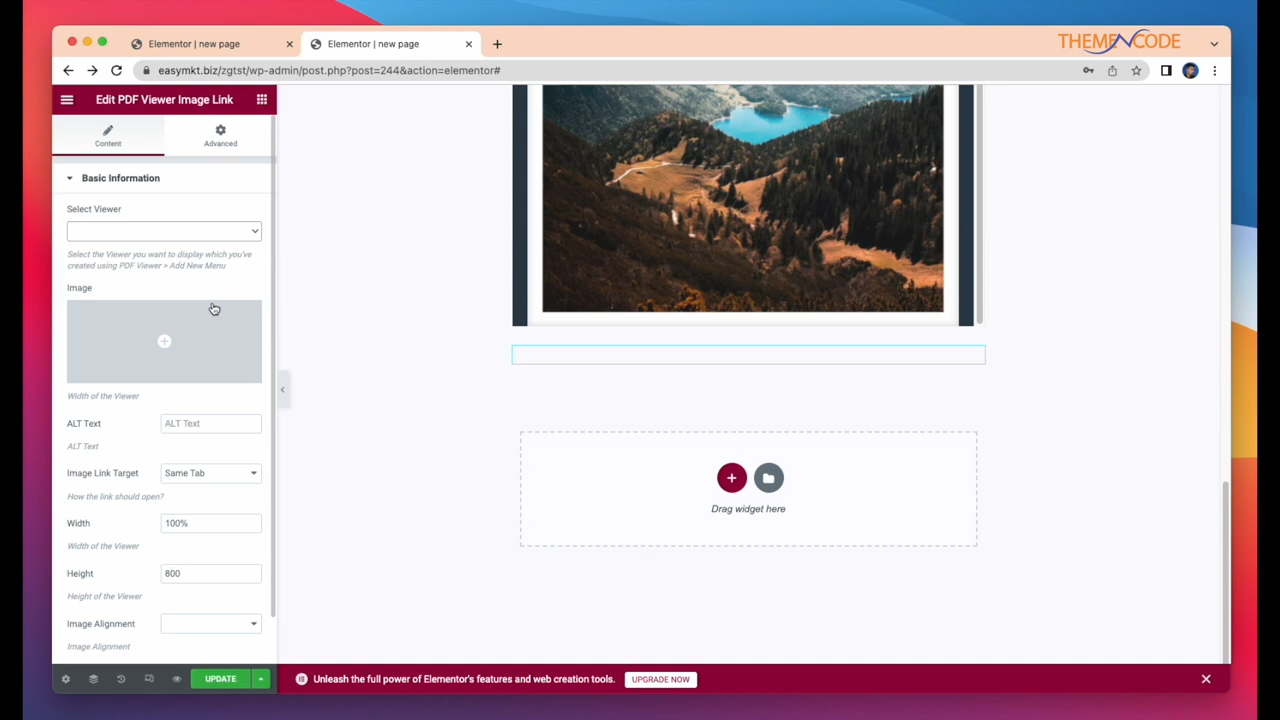 Elementor | new page
Elementor | new page
THEMENCODE
easymkt.biz/zgtst/wp-admin/post.php?post=244&action=elementor#
Edit PDF Viewer Image Link
Content
Advanced
Basic Information
Select Viewer
Select the Viewer you want to display which you've
created using PDF Viewer > Add New Menu
Image
Width of the Viewer
ALT Text
ALT Text
ALT Text
Image Link Target
Same Tab
How the link should open?
Width
100%
Width of the Viewer
Height
800
Height of the Viewer
Image Alignment
Image Alignment
Drag widget here
UPDATE
Unleash the full power of Elementor's features and web creation tools.
UPGRADE NOW